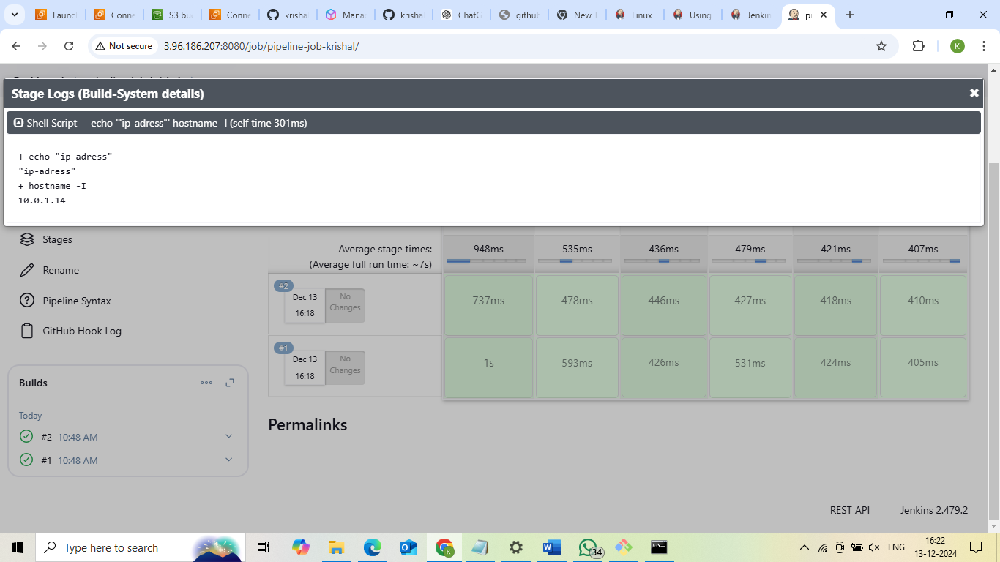 Launc
Conne
S3 bu
Conne
krisha
Mana
krisha
ChatG
github
New T
Linux
Using
Jenkin
pi
Not secure
3.96.186.207:8080/job/pipeline-job-krishal/
K
Stage Logs (Build-System details)
Shell Script -- echo '"ip-adress"' hostname -I (self time 301ms)
+ echo "ip-adress"
"ip-adress"
+ hostname -I
10.0.1.14
Stages
Rename
Pipeline Syntax
GitHub Hook Log
Average stage times:
(Average full run time: ~7s)
948ms
535ms
436ms
479ms
421ms
407ms
#2
Dec 13
16:18
No
Changes
737ms
478ms
446ms
427ms
418ms
410ms
#1
Dec 13
16:18
No
Changes
1s
593ms
426ms
531ms
424ms
405ms
Builds
Today
#2 10:48 AM
#1 10:48 AM
Permalinks
REST API
Jenkins 2.479.2
Type here to search
34
ENG
16:22
13-12-2024